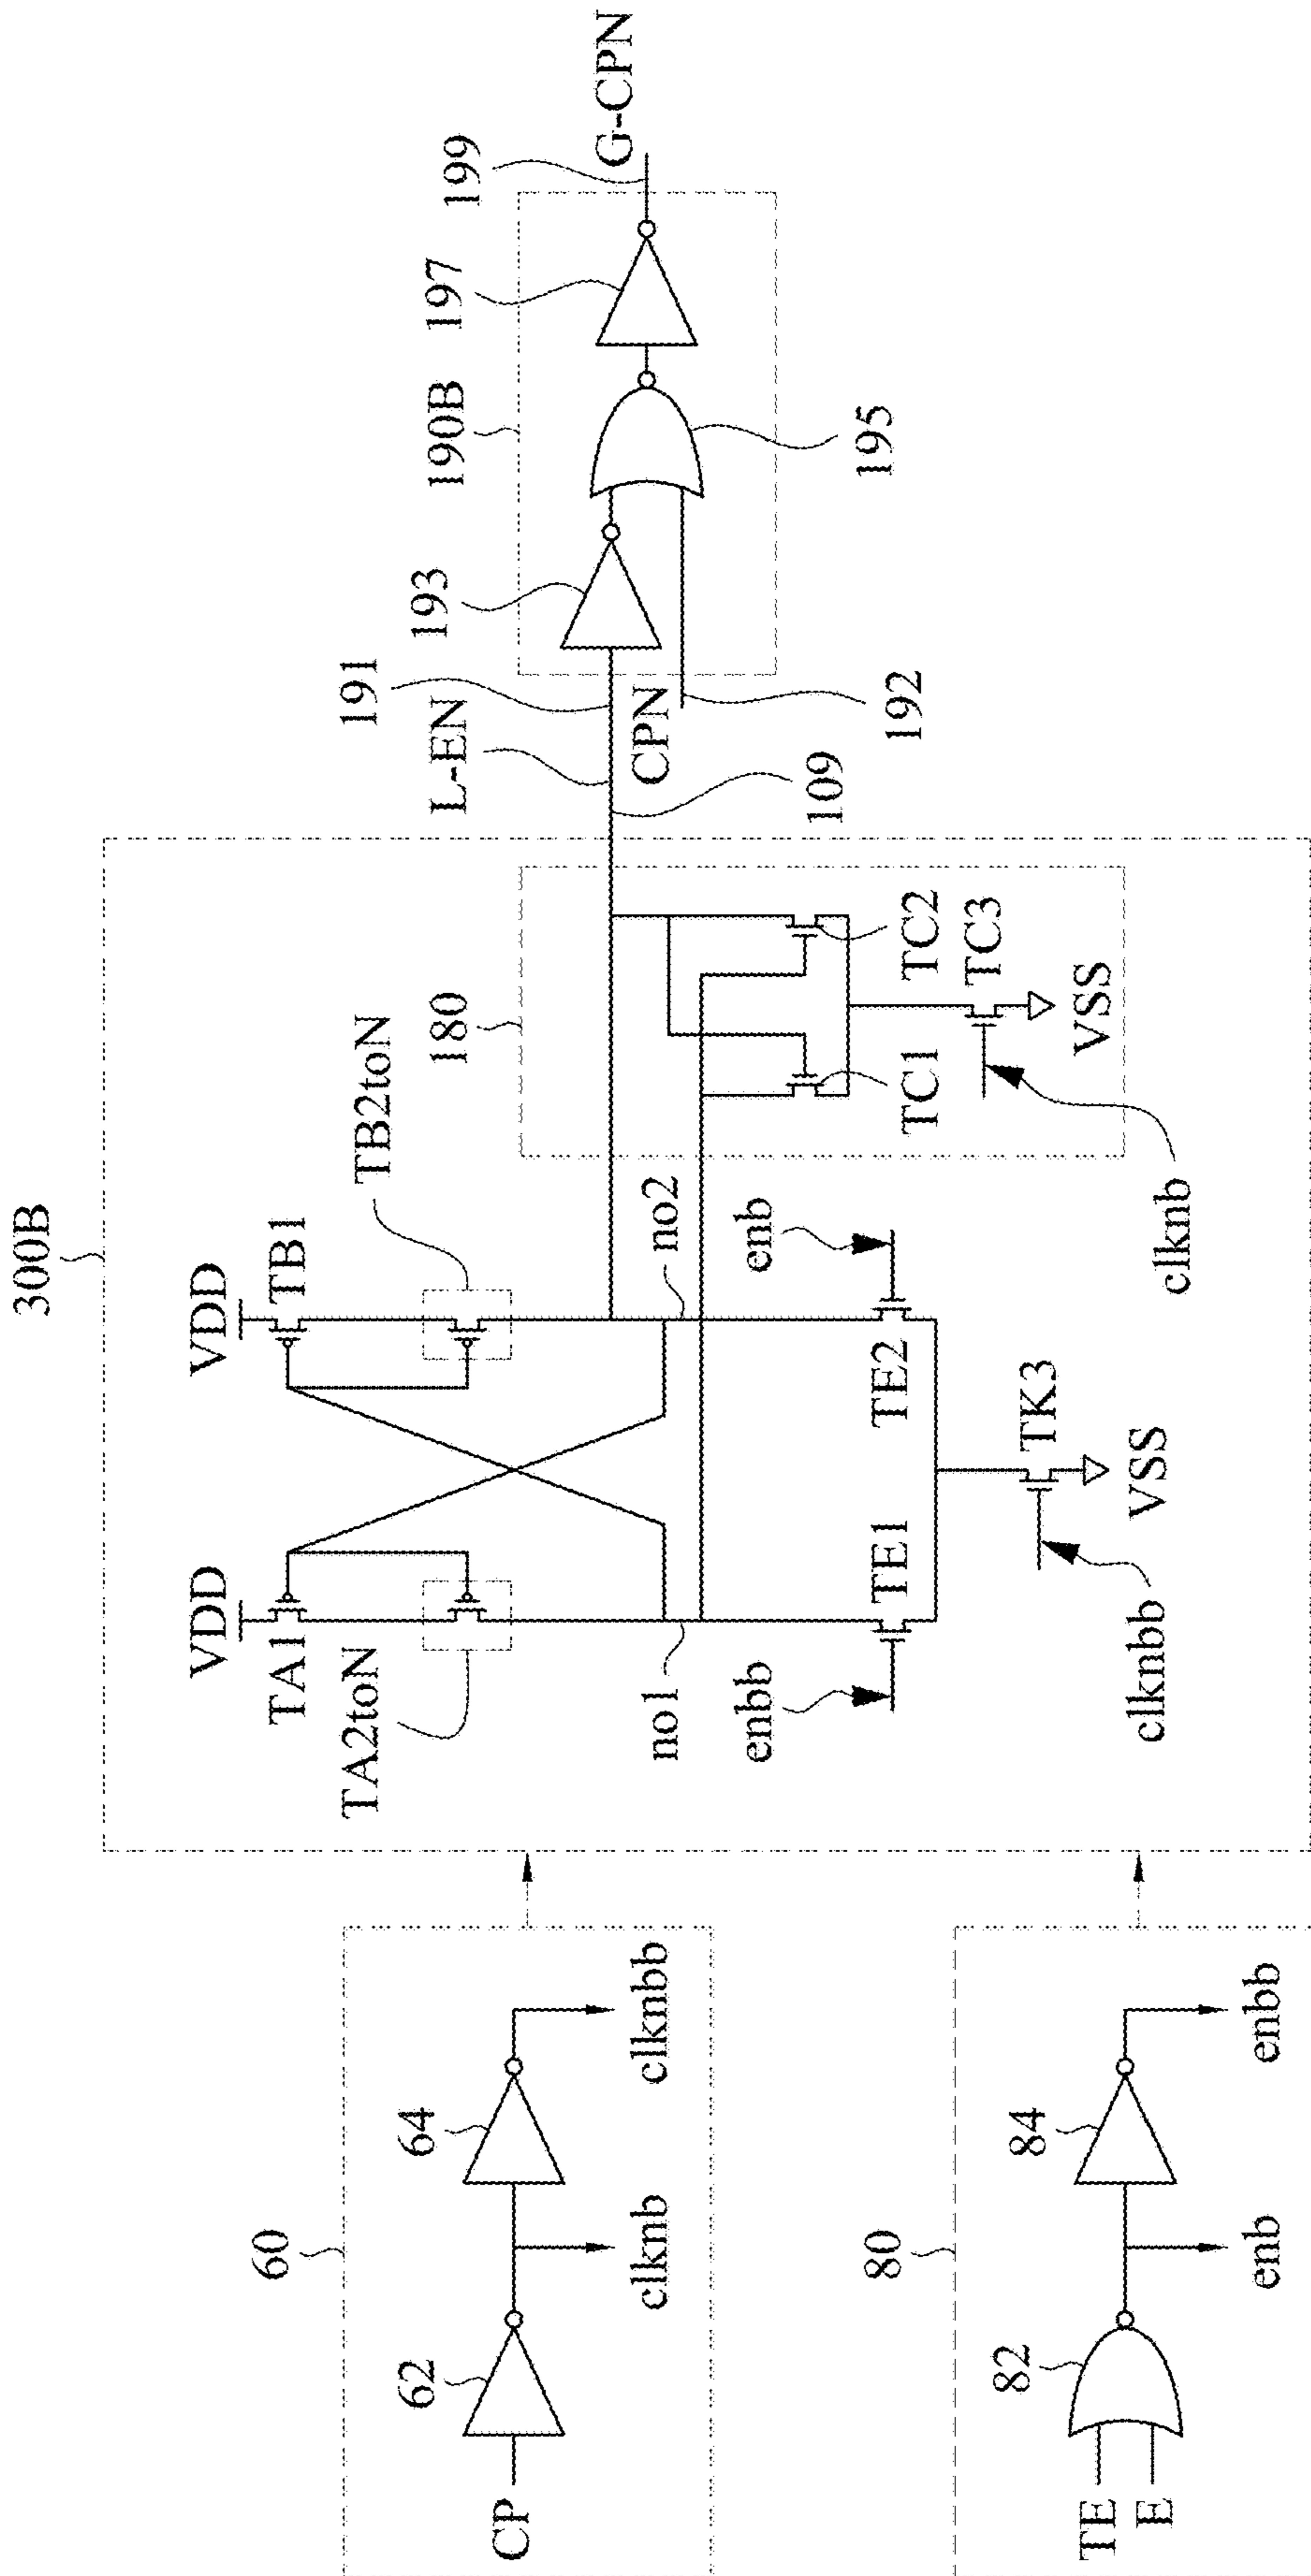 300B
VDD
VDD
TA1
TB1
TA2toN
TB2toN
180
no1
no2
enbb
enb
TE1
TE2
TK3
clknbb
VSS
TC1
TC2
TC3
clknb
VSS
L-EN
109
191
CPN
192
193
190B
195
197
199
G-CPN
60
CP
62
64
clknb
clknbb
80
TE
E
82
84
enb
enbb